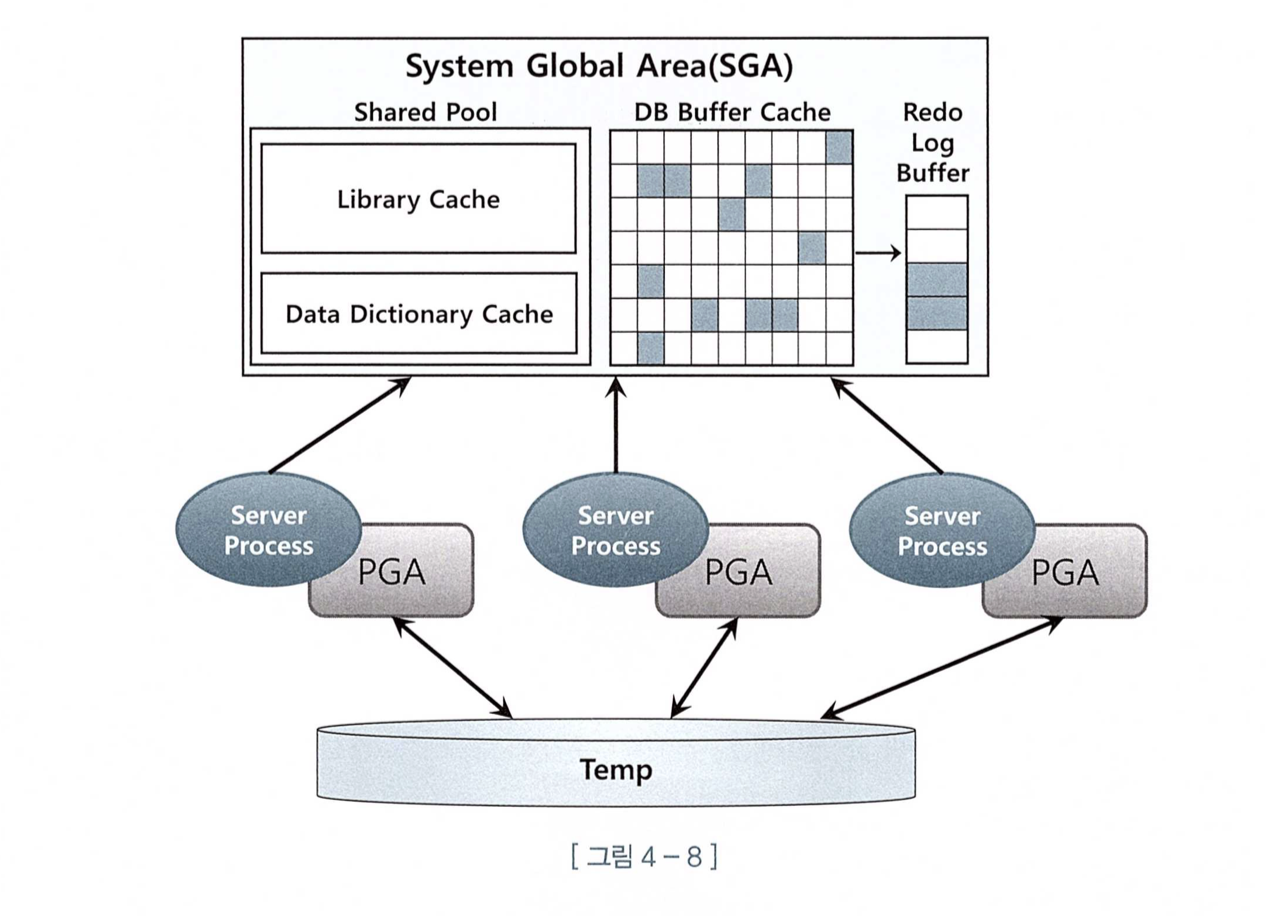 System Global Area(SGA)
Shared Pool
DB Buffer Cache
Redo
Log
Buffer
Library Cache
Data Dictionary Cache
Server
Process
PGA
Server
Process
PGA
Server
Process
PGA
Temp
[ 그림 4 – 8 ]